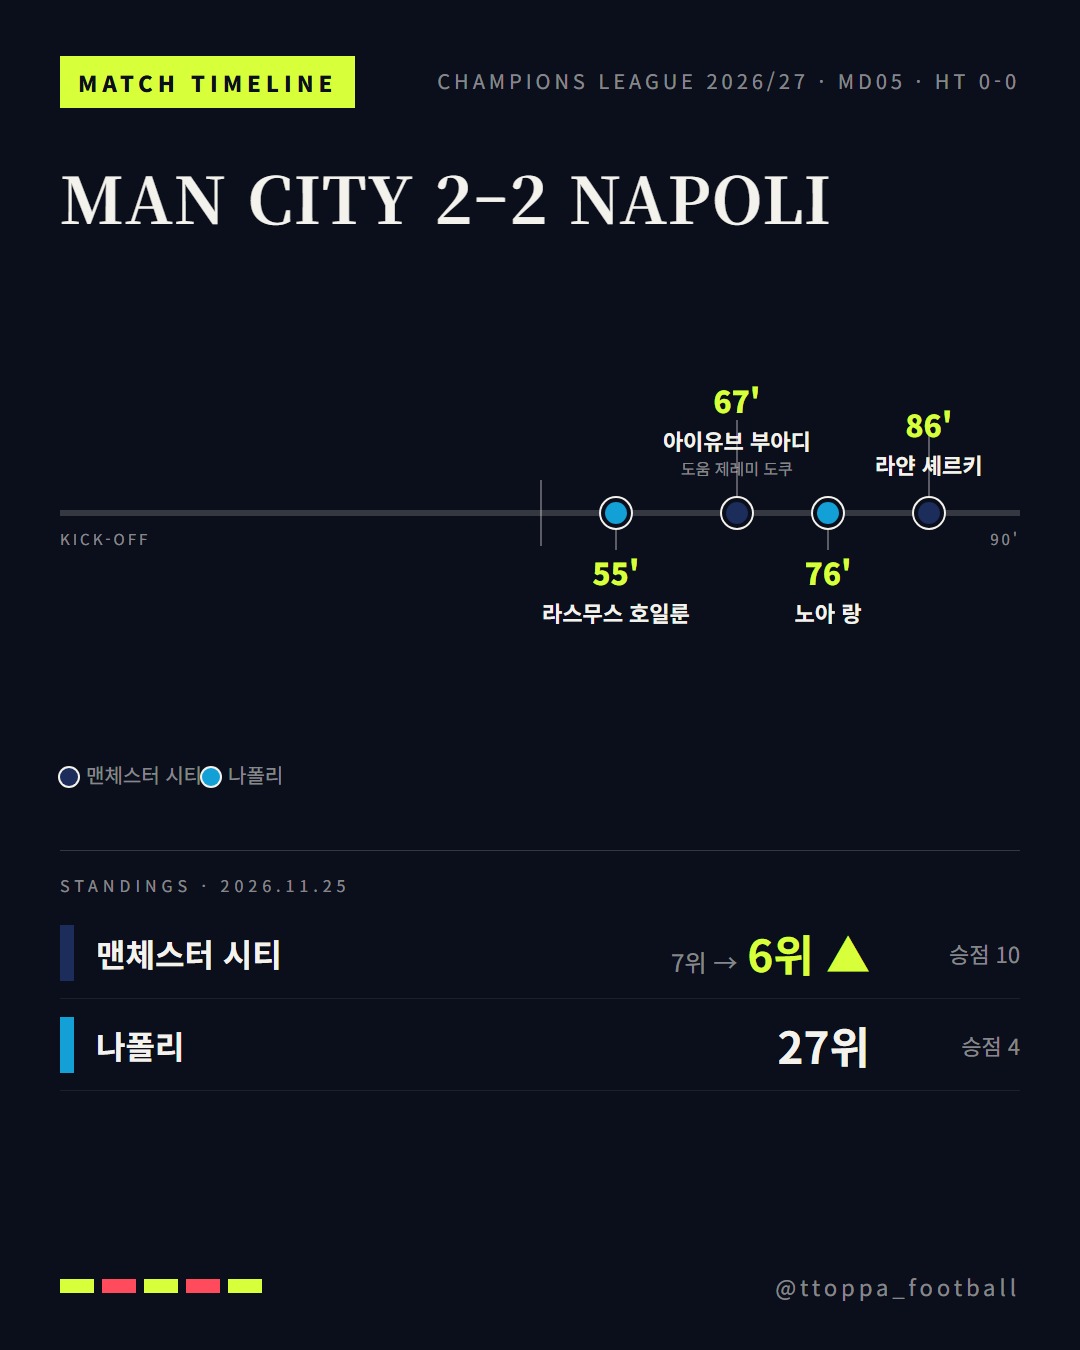 MATCH TIMELINE
CHAMPIONS LEAGUE 2026/27 · MD05 · HT 0-0
MAN CITY 2–2 NAPOLI
67'
아이유브 부아디
도움 제레미 도쿠
86'
라얀 셰르키
KICK-OFF
90'
55'
라스무스 호일룬
76'
노아 랑
맨체스터 시티
나폴리
STANDINGS · 2026.11.25
맨체스터 시티
7위 → 6위 ▲
승점 10
나폴리
27위
승점 4
@ttoppa_football